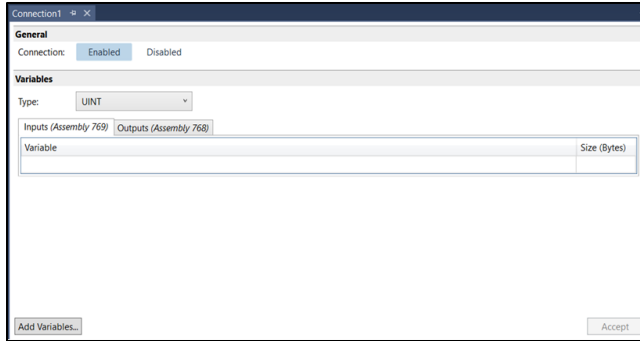 Connection1
General
Connection: Enabled Disabled
Variables
Type: UINT
Inputs (Assembly 769) Outputs (Assembly 768)
Variable Size (Bytes)
Add Variables... Accept